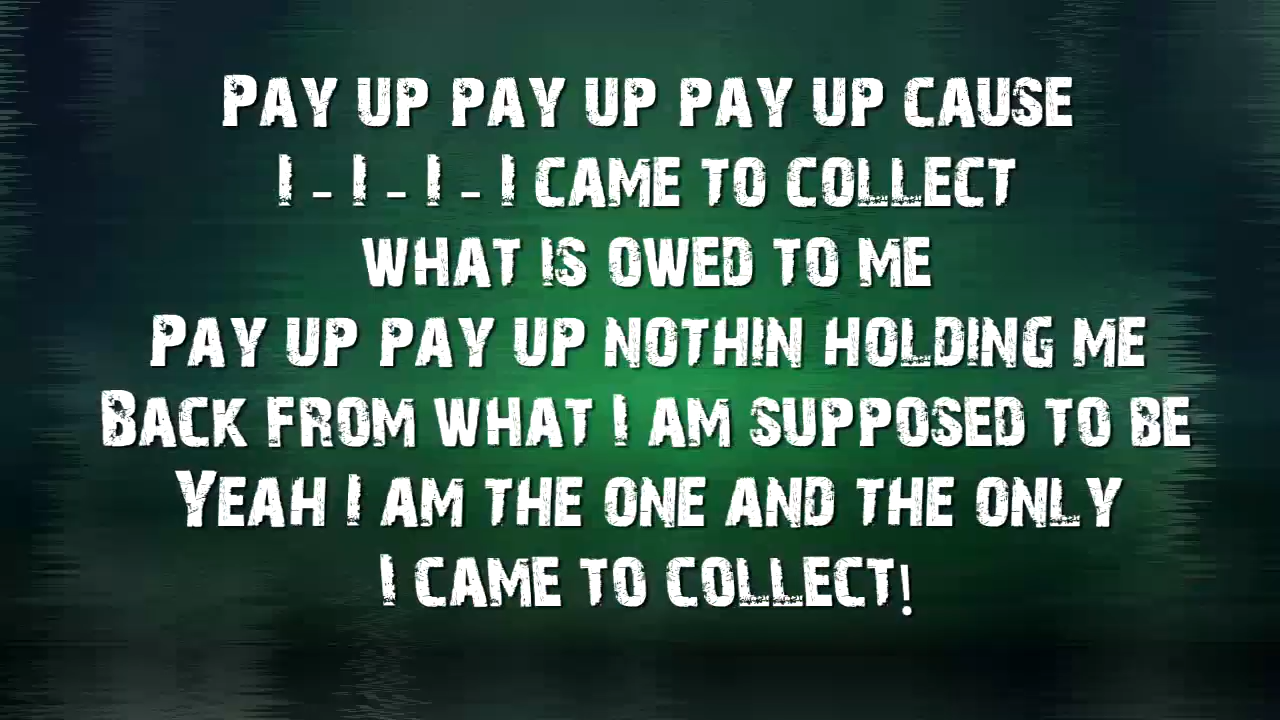 Pay up pay up pay up cause
I - I - I - I came to collect
what is owed to me
Pay up pay up nothin holding me
Back from what I am supposed to be
Yeah I am the one and the only
I came to collect!